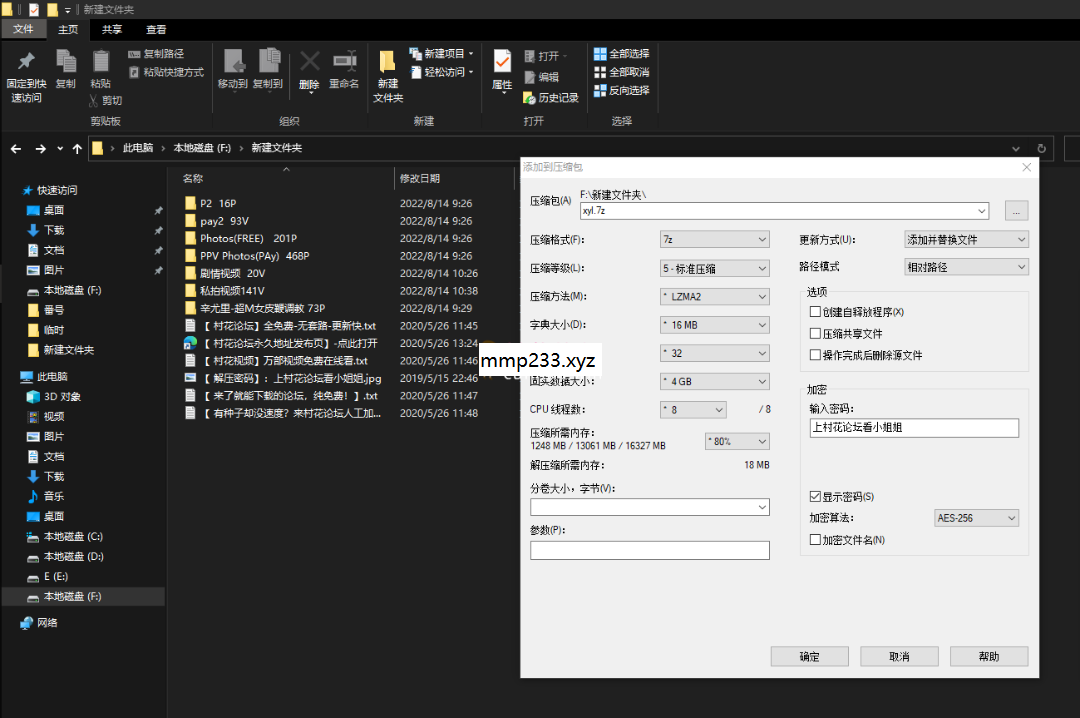 新建文件夹
文件 主页 共享 查看
固定到快速访问
复制
粘贴
复制路径
粘贴快捷方式
剪切
剪贴板
移动到
复制到
删除
重命名
组织
新建文件夹
新建项目
轻松访问
新建
属性
打开
编辑
历史记录
打开
全部选择
全部取消
反向选择
选择
此电脑 › 本地磁盘 (F:) › 新建文件夹
快速访问
桌面
下载
文档
图片
本地磁盘 (F:)
番号
临时
新建文件夹
此电脑
3D 对象
视频
图片
文档
下载
音乐
桌面
本地磁盘 (C:)
本地磁盘 (D:)
E (E:)
本地磁盘 (F:)
网络
名称 修改日期
P2 16P 2022/8/14 9:26
pay2 93V 2022/8/14 9:26
Photos(FREE) 201P 2022/8/14 9:26
PPV Photos(PAy) 468P 2022/8/14 9:26
剧情视频 20V 2022/8/14 10:26
私拍视频141V 2022/8/14 10:38
辛尤里-超M女皮鞭调教 73P 2022/8/14 9:29
【 村花论坛】全免费-无套路-更新快.txt 2020/5/26 11:45
【 村花论坛永久地址发布页】-点此打开 2020/5/26 13:24
【 村花视频】万部视频免费在线看.txt 2020/5/26 11:46
【 解压密码】：上村花论坛看小姐姐.jpg 2019/5/15 22:46
【 来了就能下载的论坛，纯免费！】.txt 2020/5/26 11:47
【 有种子却没速度？来村花论坛人工加... 2020/5/26 11:48
mmp233.xyz
添加到压缩包
压缩包(A)
F:\新建文件夹\
xyl.7z
...
压缩格式(F): 7z
压缩等级(L): 5 - 标准压缩
压缩方法(M): * LZMA2
字典大小(D): * 16 MB
* 32
固实数据大小: * 4 GB
CPU 线程数: * 8 / 8
压缩所需内存:
1248 MB / 13061 MB / 16327 MB * 80%
解压缩所需内存: 18 MB
分卷大小，字节(V):
参数(P):
更新方式(U): 添加并替换文件
路径模式 相对路径
选项
创建自释放程序(X)
压缩共享文件
操作完成后删除源文件
加密
输入密码:
上村花论坛看小姐姐
显示密码(S)
加密算法: AES-256
加密文件名(N)
确定 取消 帮助